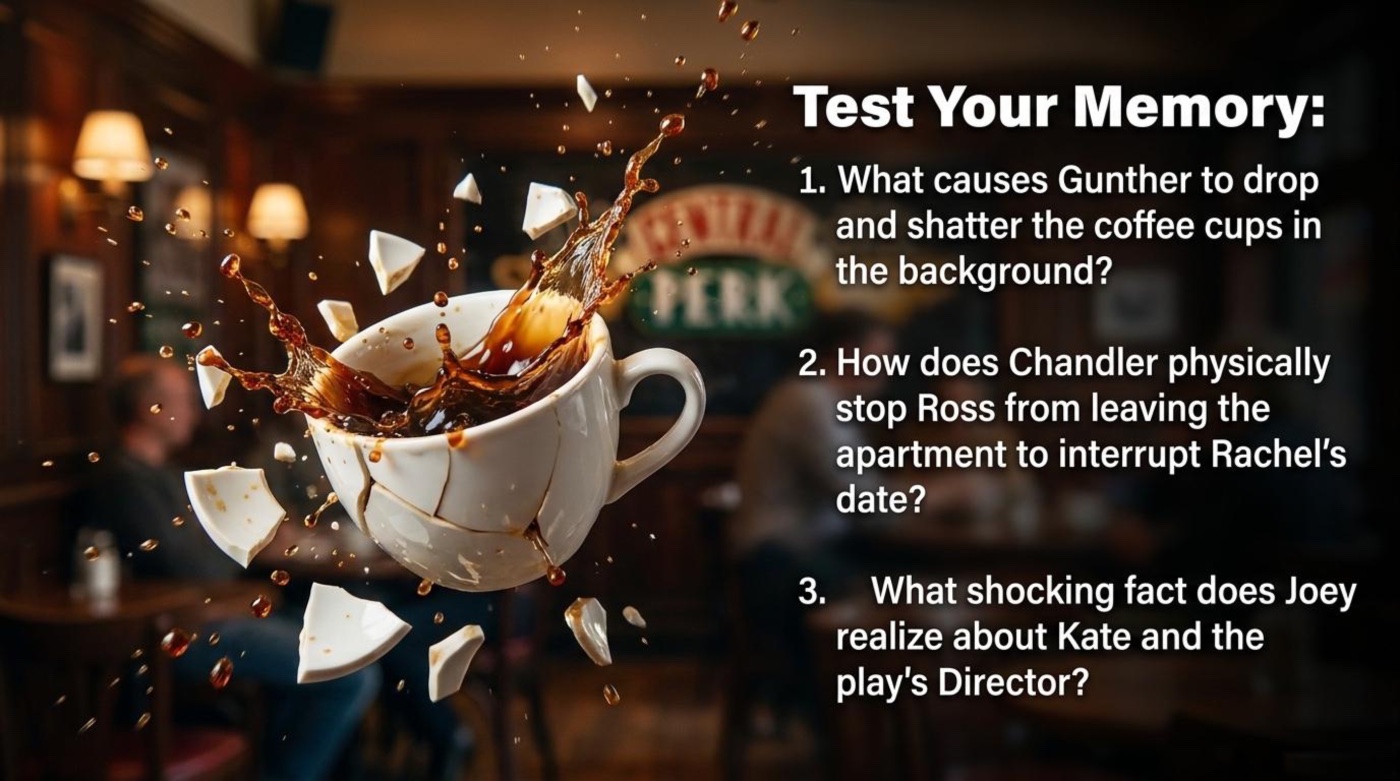 CENTRAL
PERK
Test Your Memory:
1. What causes Gunther to drop
and shatter the coffee cups in
the background?
2. How does Chandler physically
stop Ross from leaving the
apartment to interrupt Rachel’s
date?
3. What shocking fact does Joey
realize about Kate and the
play’s Director?